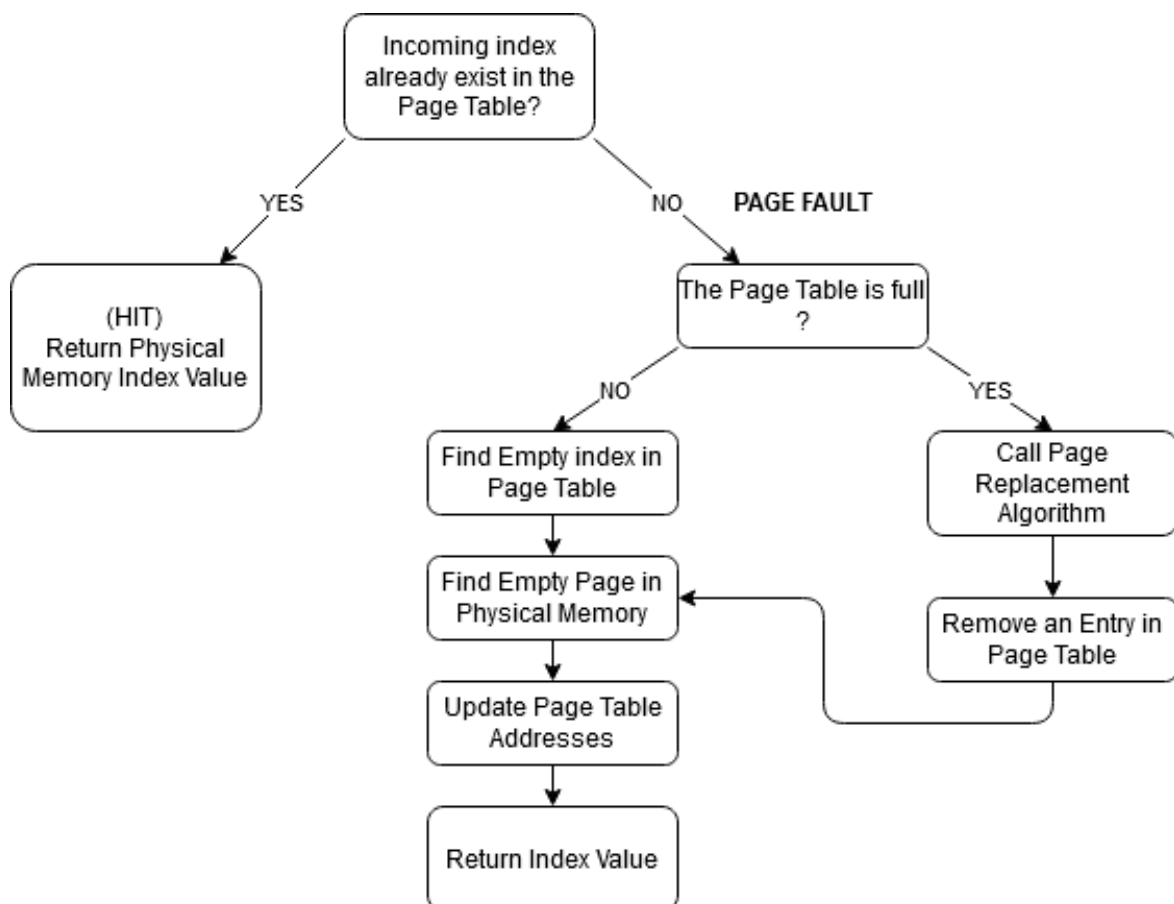 Incoming index
already exist in the
Page Table?
YES
NO
PAGE FAULT
(HIT)
Return Physical
Memory Index Value
The Page Table is full
?
NO
YES
Find Empty index in
Page Table
Call Page
Replacement
Algorithm
Find Empty Page in
Physical Memory
Remove an Entry in
Page Table
Update Page Table
Addresses
Return Index Value